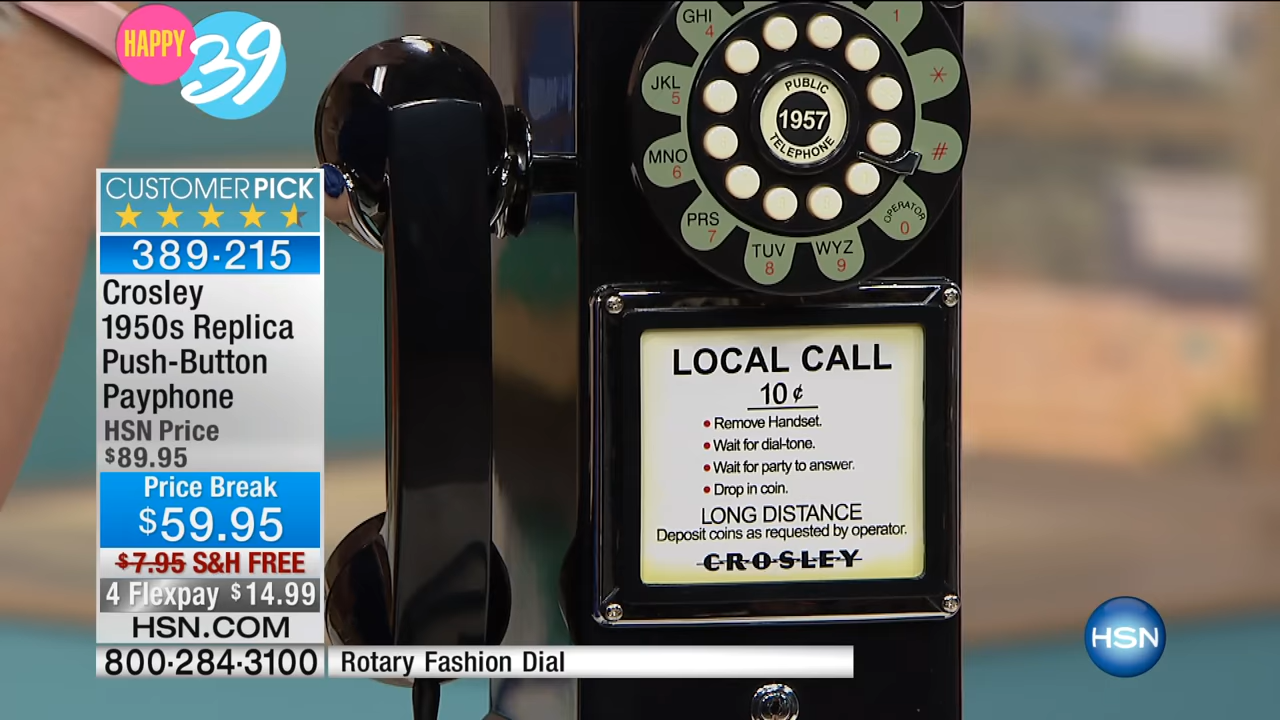 HAPPY
39
CUSTOMER PICK
389·215
Crosley
1950s Replica
Push-Button
Payphone
HSN Price
$89.95
Price Break
$59.95
$7.95 S&H FREE
4 Flexpay $14.99
HSN.COM
800·284·3100
Rotary Fashion Dial
GHI
4
1
JKL
5
*
MNO
6
#
PRS
7
TUV
8
WYZ
9
OPERATOR
0
PUBLIC
1957
TELEPHONE
LOCAL CALL
10¢
• Remove Handset.
• Wait for dial-tone.
• Wait for party to answer.
• Drop in coin.
LONG DISTANCE
Deposit coins as requested by operator.
CROSLEY
HSN